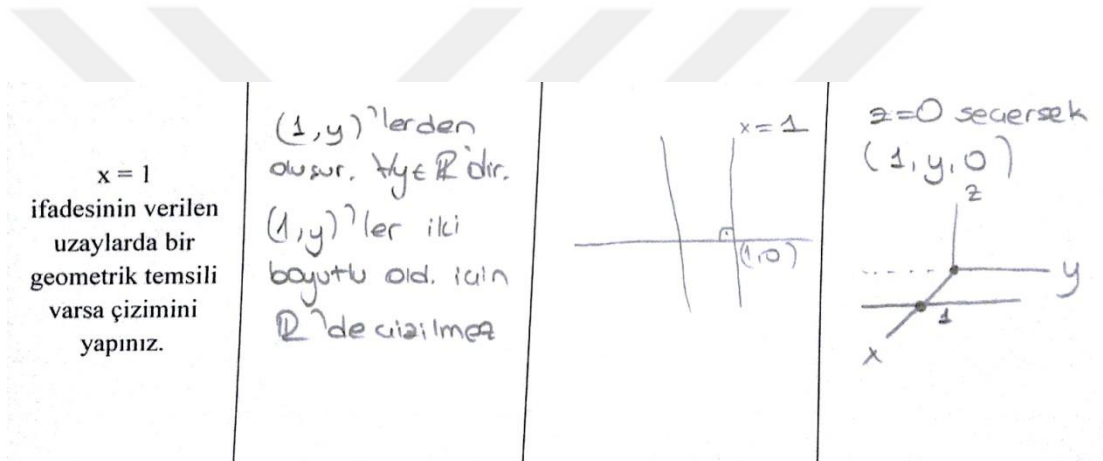 x = 1
ifadesinin verilen
uzaylarda bir
geometrik temsili
varsa çizimini
yapınız.
(1,y)'lerden
oluşur. ∀y∈ℝ'dir.
(1,y)'ler iki
boyutlu old. için
ℝ'de çizilmez
x=1
(1,0)
z=0 seçersek
(1,y,0)
z
y
1
x